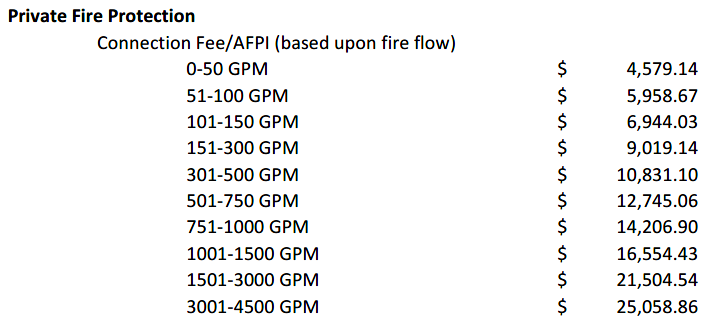 Private Fire Protection
Connection Fee/AFPI (based upon fire flow)
0-50 GPM $ 4,579.14
51-100 GPM $ 5,958.67
101-150 GPM $ 6,944.03
151-300 GPM $ 9,019.14
301-500 GPM $ 10,831.10
501-750 GPM $ 12,745.06
751-1000 GPM $ 14,206.90
1001-1500 GPM $ 16,554.43
1501-3000 GPM $ 21,504.54
3001-4500 GPM $ 25,058.86